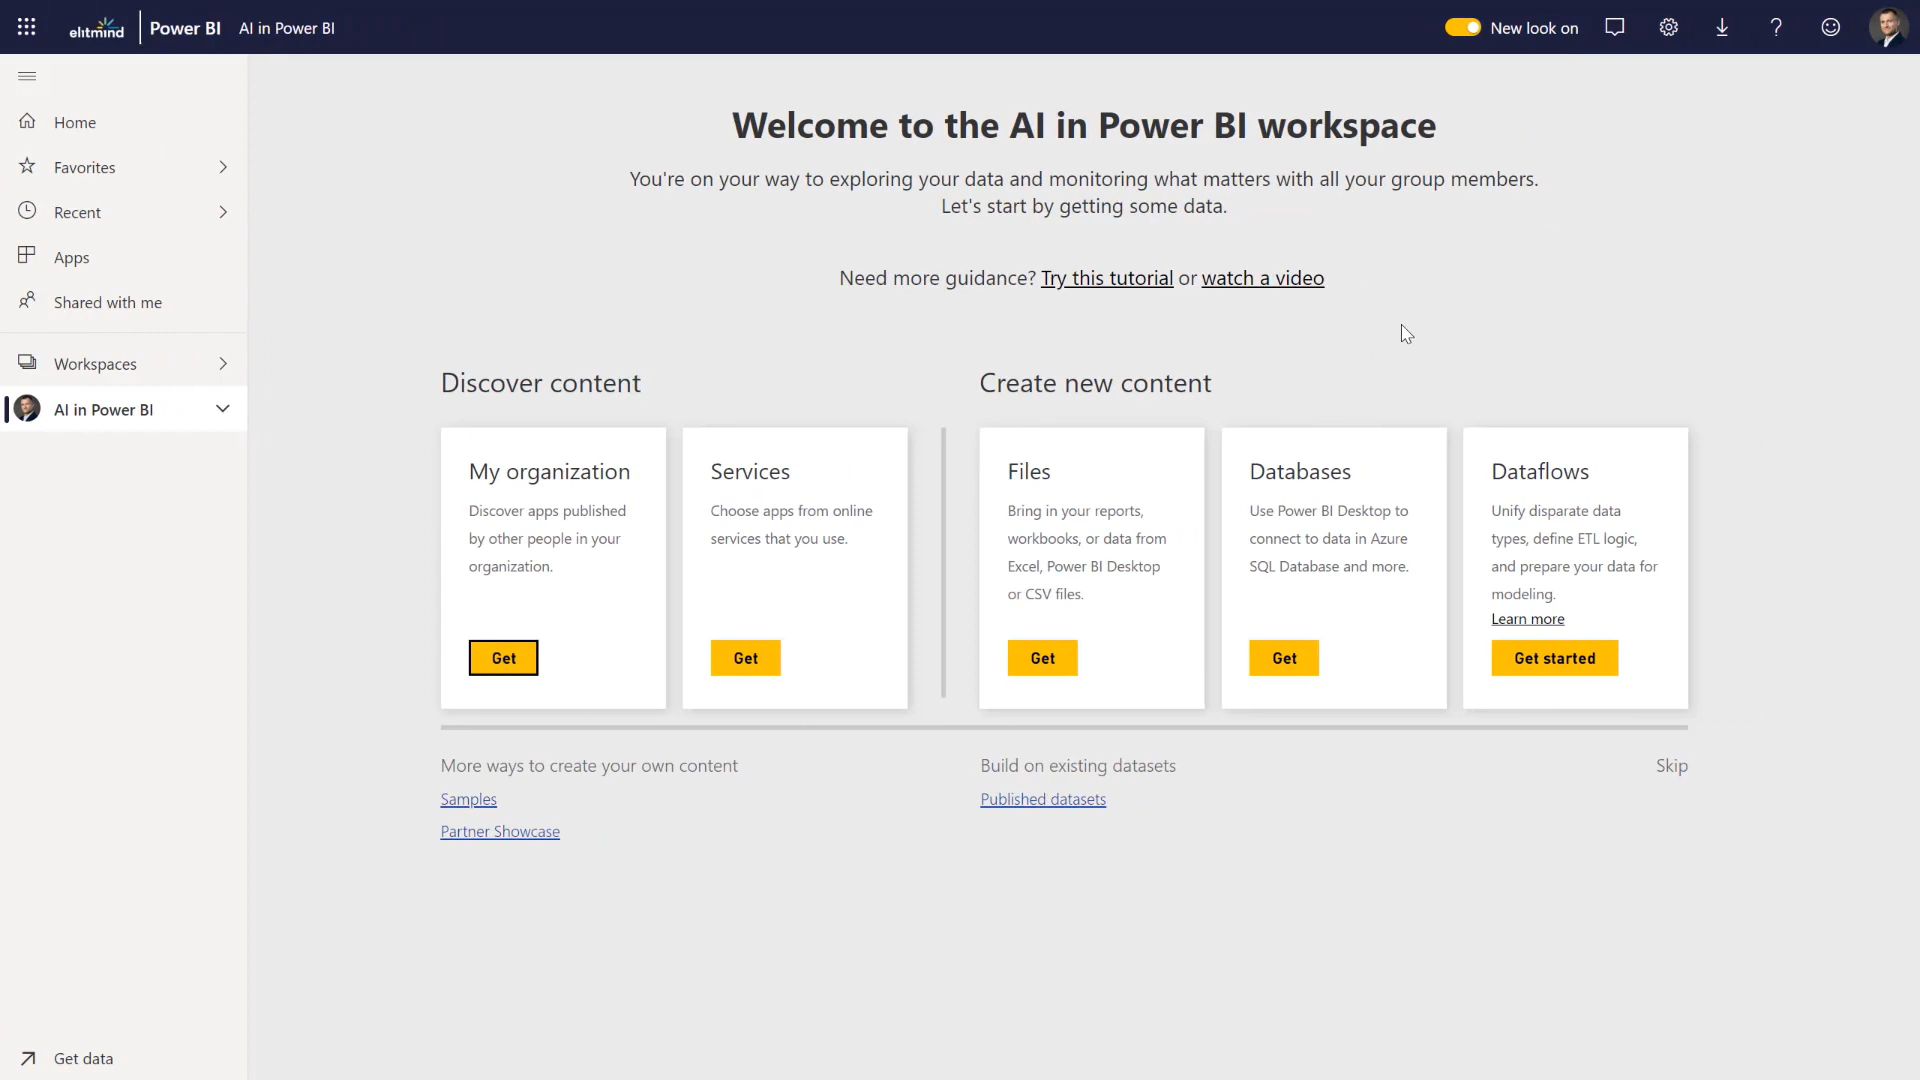 elitmind
Power BI
AI in Power BI
New look on
Home
Favorites
Recent
Apps
Shared with me
Workspaces
AI in Power BI
Get data
Welcome to the AI in Power BI workspace
You're on your way to exploring your data and monitoring what matters with all your group members.
Let's start by getting some data.
Need more guidance? Try this tutorial or watch a video
Discover content
My organization
Discover apps published
by other people in your
organization.
Get
Services
Choose apps from online
services that you use.
Get
Create new content
Files
Bring in your reports,
workbooks, or data from
Excel, Power BI Desktop
or CSV files.
Get
Databases
Use Power BI Desktop to
connect to data in Azure
SQL Database and more.
Get
Dataflows
Unify disparate data
types, define ETL logic,
and prepare your data for
modeling.
Learn more
Get started
More ways to create your own content
Samples
Partner Showcase
Build on existing datasets
Published datasets
Skip